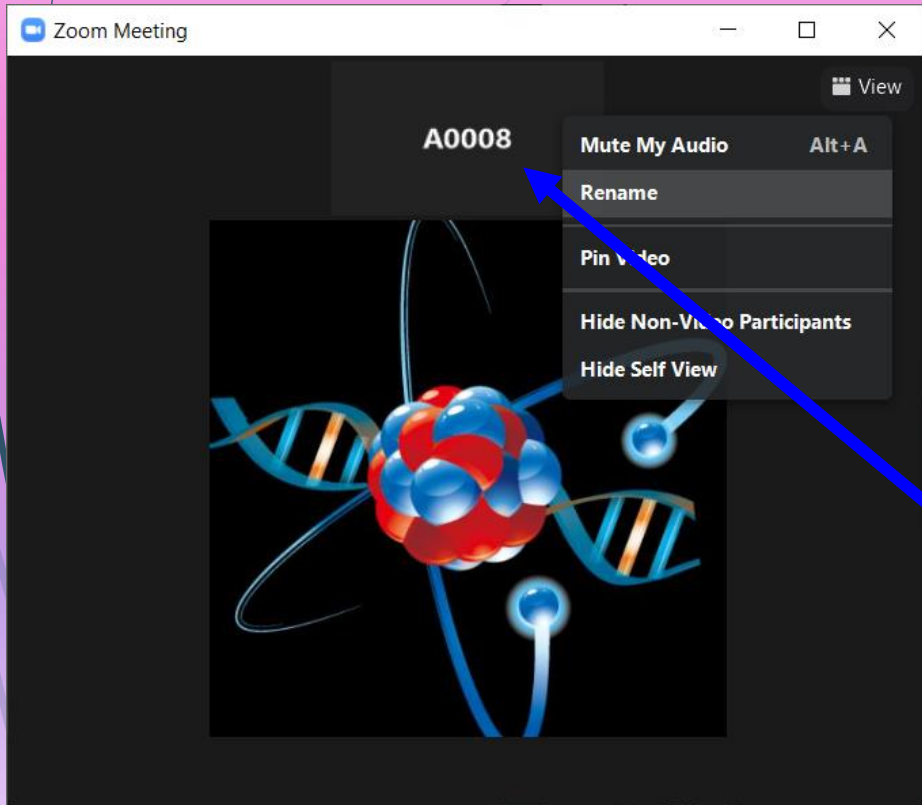 Zoom Meeting
View
A0008
Mute My Audio Alt+A
Rename
Pin Video
Hide Non-Video Participants
Hide Self View